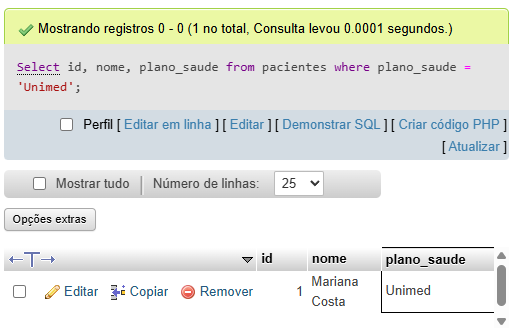 Mostrando registros 0 - 0 (1 no total, Consulta levou 0.0001 segundos.)
Select id, nome, plano_saude from pacientes where plano_saude =
'Unimed';
Perfil [ Editar em linha ] [ Editar ] [ Demonstrar SQL ] [ Criar código PHP ]
[ Atualizar ]
Mostrar tudo | Número de linhas: 25
Opções extras
←T→ id nome plano_saude
Editar Copiar Remover 1 Mariana Costa Unimed